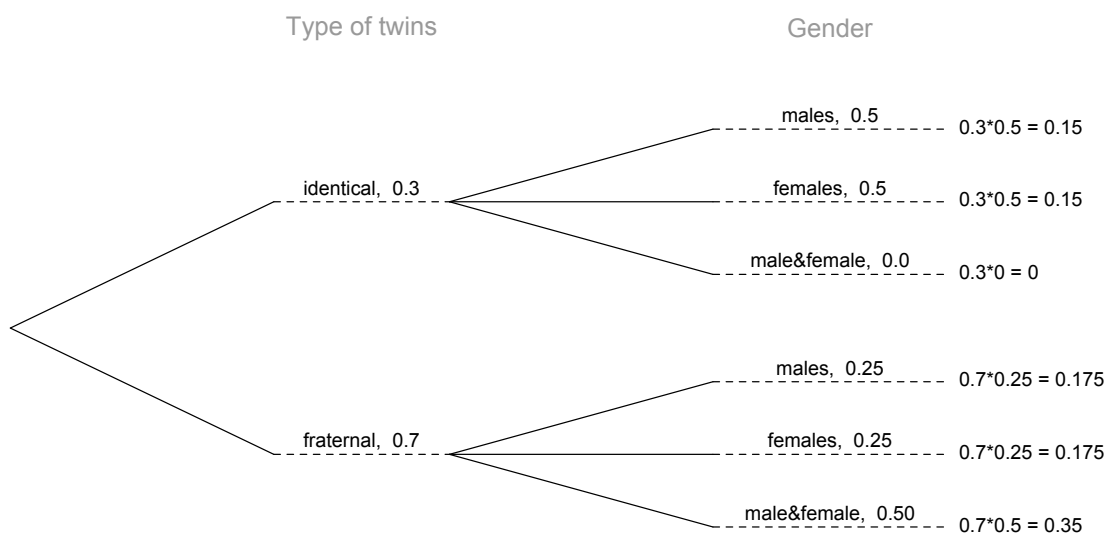 Type of twins
Gender
males, 0.5
0.3*0.5 = 0.15
identical, 0.3
females, 0.5
0.3*0.5 = 0.15
male&female, 0.0
0.3*0 = 0
males, 0.25
0.7*0.25 = 0.175
fraternal, 0.7
females, 0.25
0.7*0.25 = 0.175
male&female, 0.50
0.7*0.5 = 0.35